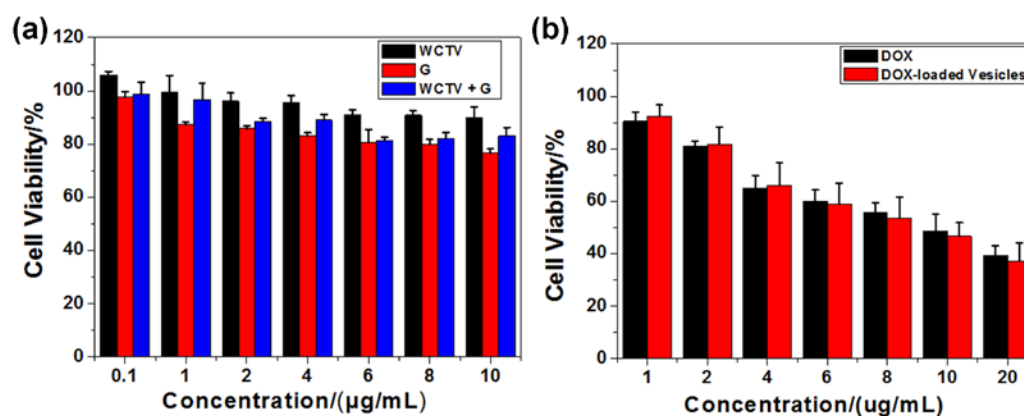 (a)
120
100
80
60
40
20
0
Cell Viability/%
WCTV
G
WCTV + G
0.1 1 2 4 6 8 10
Concentration/(μg/mL)
(b)
120
100
80
60
40
20
0
Cell Viability/%
DOX
DOX-loaded Vesicles
1 2 4 6 8 10 20
Concentration/(ug/mL)